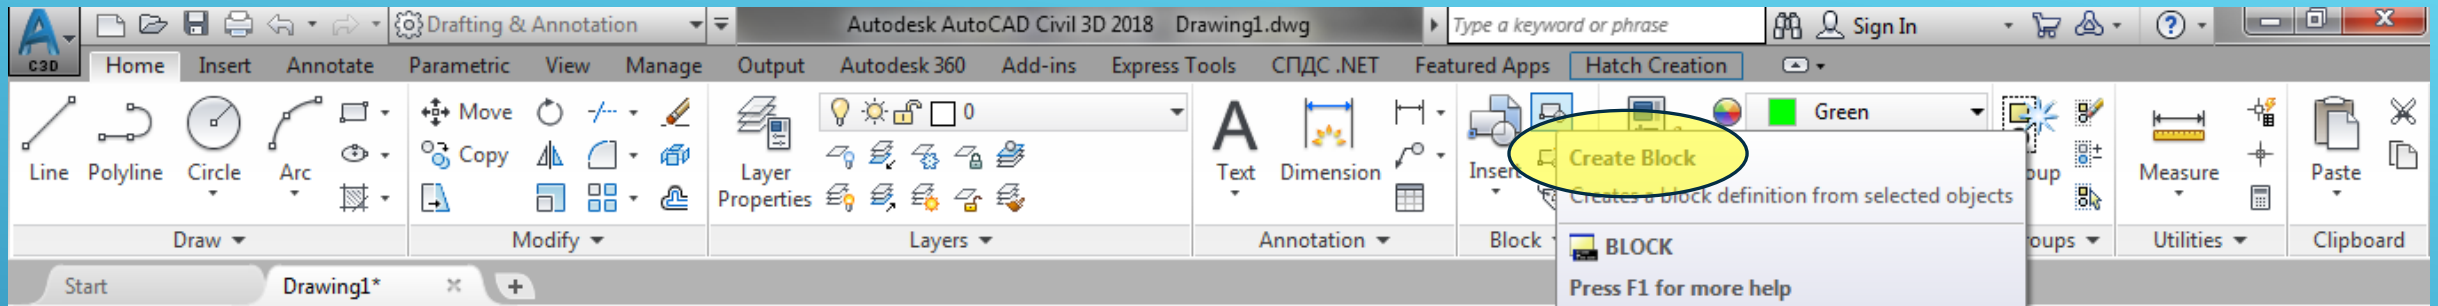 Drafting & Annotation Autodesk AutoCAD Civil 3D 2018 Drawing1.dwg Type a keyword or phrase Sign In
C3D Home Insert Annotate Parametric View Manage Output Autodesk 360 Add-ins Express Tools СПДС .NET Featured Apps Hatch Creation
Move 0 Green
Line Polyline Circle Arc Copy Layer Properties Text Dimension Insert Create Block Measure Paste
Creates a block definition from selected objects
Draw Modify Layers Annotation Block BLOCK Utilities Clipboard
Start Drawing1* Press F1 for more help